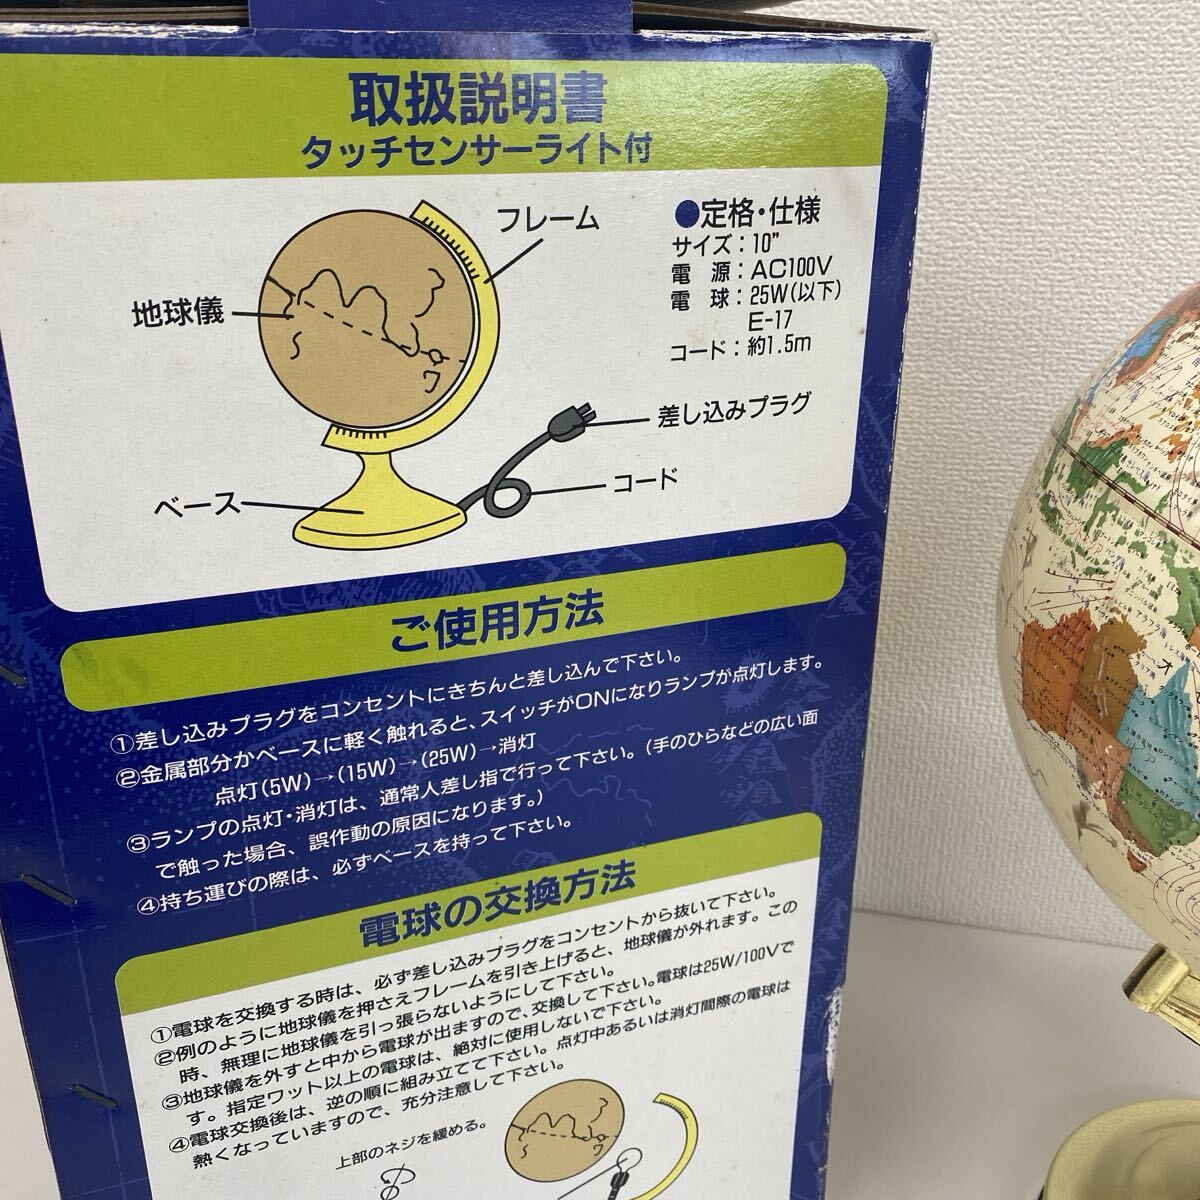 取扱説明書
タッチセンサーライト付
フレーム
地球儀
ベース
差し込みプラグ
コード
●定格・仕様
サイズ：10”
電　源：AC100V
電　球：25W(以下)
E-17
コード：約1.5m
ご使用方法
①差し込みプラグをコンセントにきちんと差し込んで下さい。
②金属部分かベースに軽く触れると、スイッチがONになりランプが点灯します。
点灯(5W)→(15W)→(25W)→消灯
③ランプの点灯・消灯は、通常人差し指で行って下さい。(手のひらなどの広い面
で触った場合、誤作動の原因になります。)
④持ち運びの際は、必ずベースを持って下さい。
電球の交換方法
①電球を交換する時は、必ず差し込みプラグをコンセントから抜いて下さい。
②例のように地球儀を押さえフレームを引き上げると、地球儀が外れます。この
時、無理に地球儀を引っ張らないようにして下さい。
③地球儀を外すと中から電球が出ますので、交換して下さい。電球は25W/100Vで
す。指定ワット以上の電球は、絶対に使用しないで下さい。
④電球交換後は、逆の順に組み立てて下さい。点灯中あるいは消灯間際の電球は
熱くなっていますので、充分注意して下さい。
上部のネジを緩める。